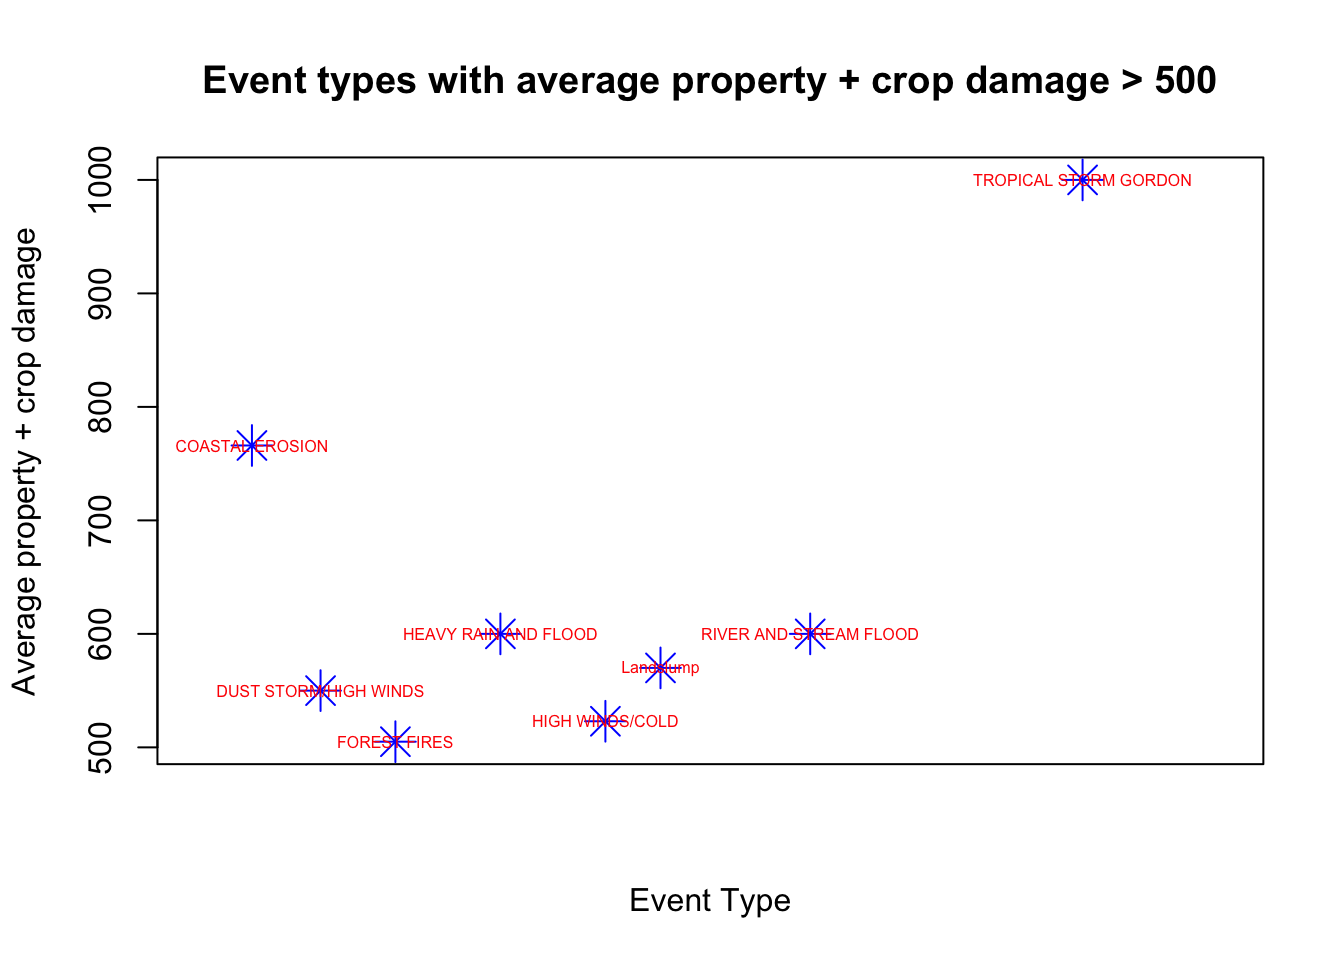 Event types with average property + crop damage > 500
Average property + crop damage
1000
900
800
700
600
500
TROPICAL STORM GORDON
COASTAL EROSION
HEAVY RAIN AND FLOOD
RIVER AND STREAM FLOOD
Landslump
DUST STORM/HIGH WINDS
HIGH WINDS/COLD
FOREST FIRES
Event Type